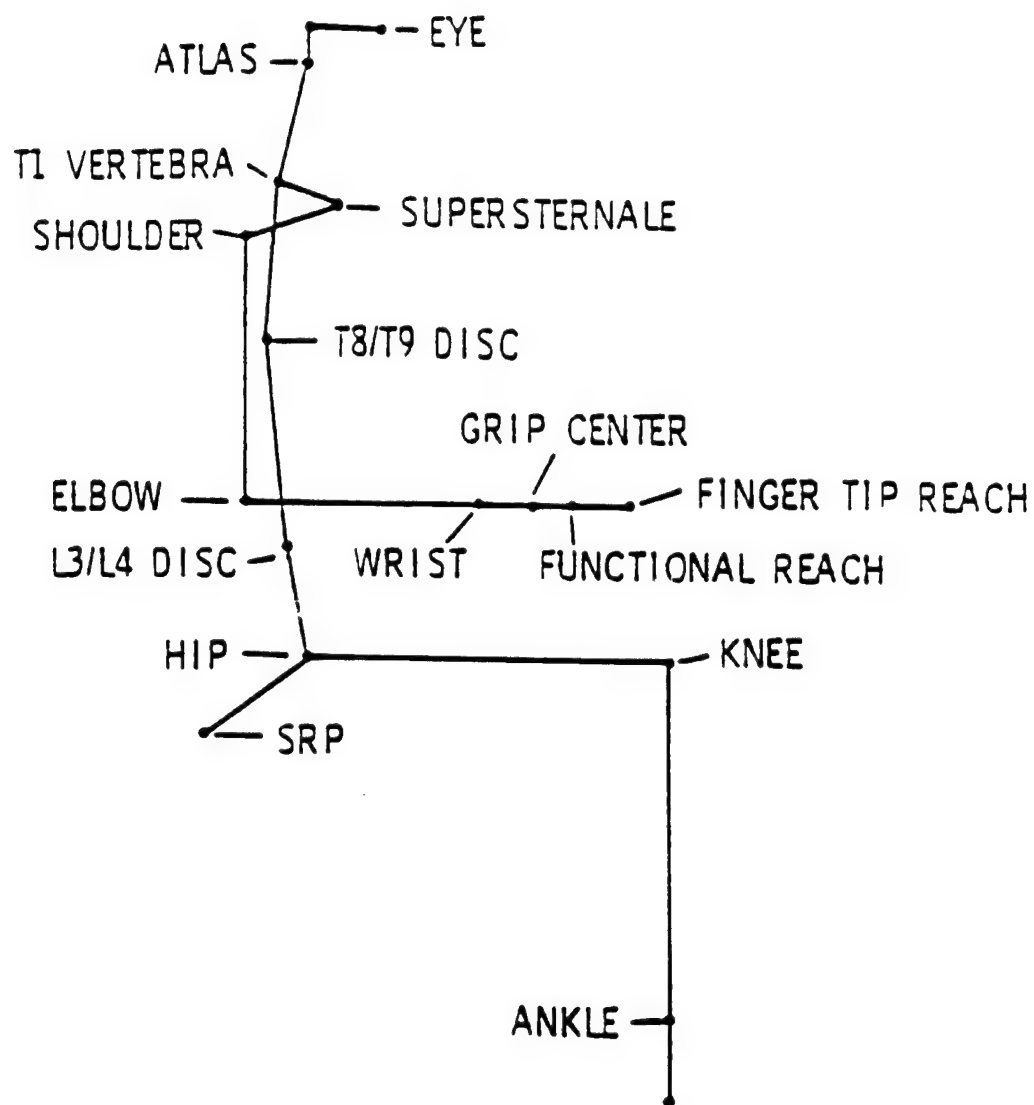 EYE
ATLAS
T1 VERTEBRA
SUPERSTERNALE
SHOULDER
T8/T9 DISC
GRIP CENTER
ELBOW
FINGER TIP REACH
L3/L4 DISC
WRIST
FUNCTIONAL REACH
HIP
KNEE
SRP
ANKLE